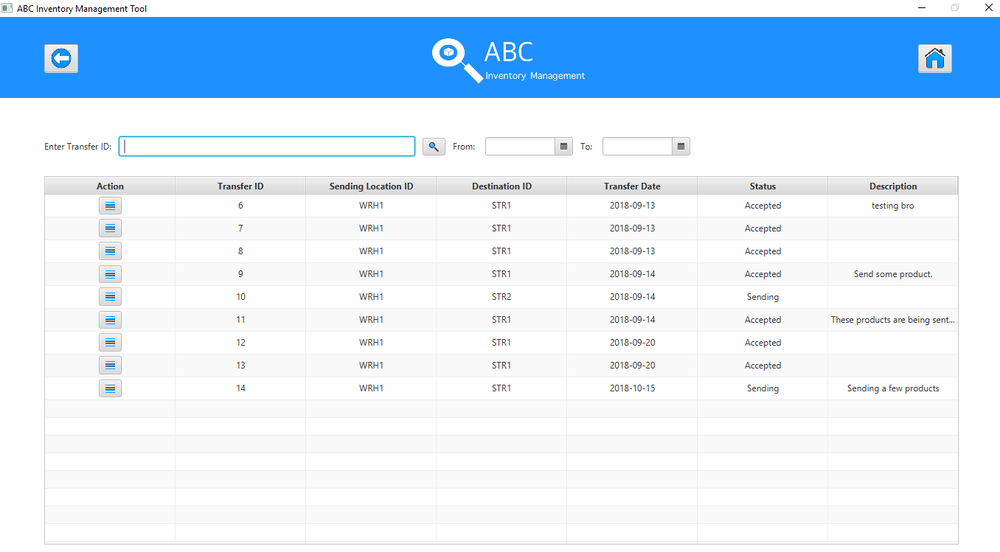 ABC Inventory Management Tool
ABC
Inventory Management
Enter Transfer ID: From: To:
Action Transfer ID Sending Location ID Destination ID Transfer Date Status Description
6 WRH1 STR1 2018-09-13 Accepted testing bro
7 WRH1 STR1 2018-09-13 Accepted
8 WRH1 STR1 2018-09-13 Accepted
9 WRH1 STR1 2018-09-14 Accepted Send some product.
10 WRH1 STR2 2018-09-14 Sending
11 WRH1 STR1 2018-09-14 Accepted These products are being sent...
12 WRH1 STR1 2018-09-20 Accepted
13 WRH1 STR1 2018-09-20 Accepted
14 WRH1 STR1 2018-10-15 Sending Sending a few products